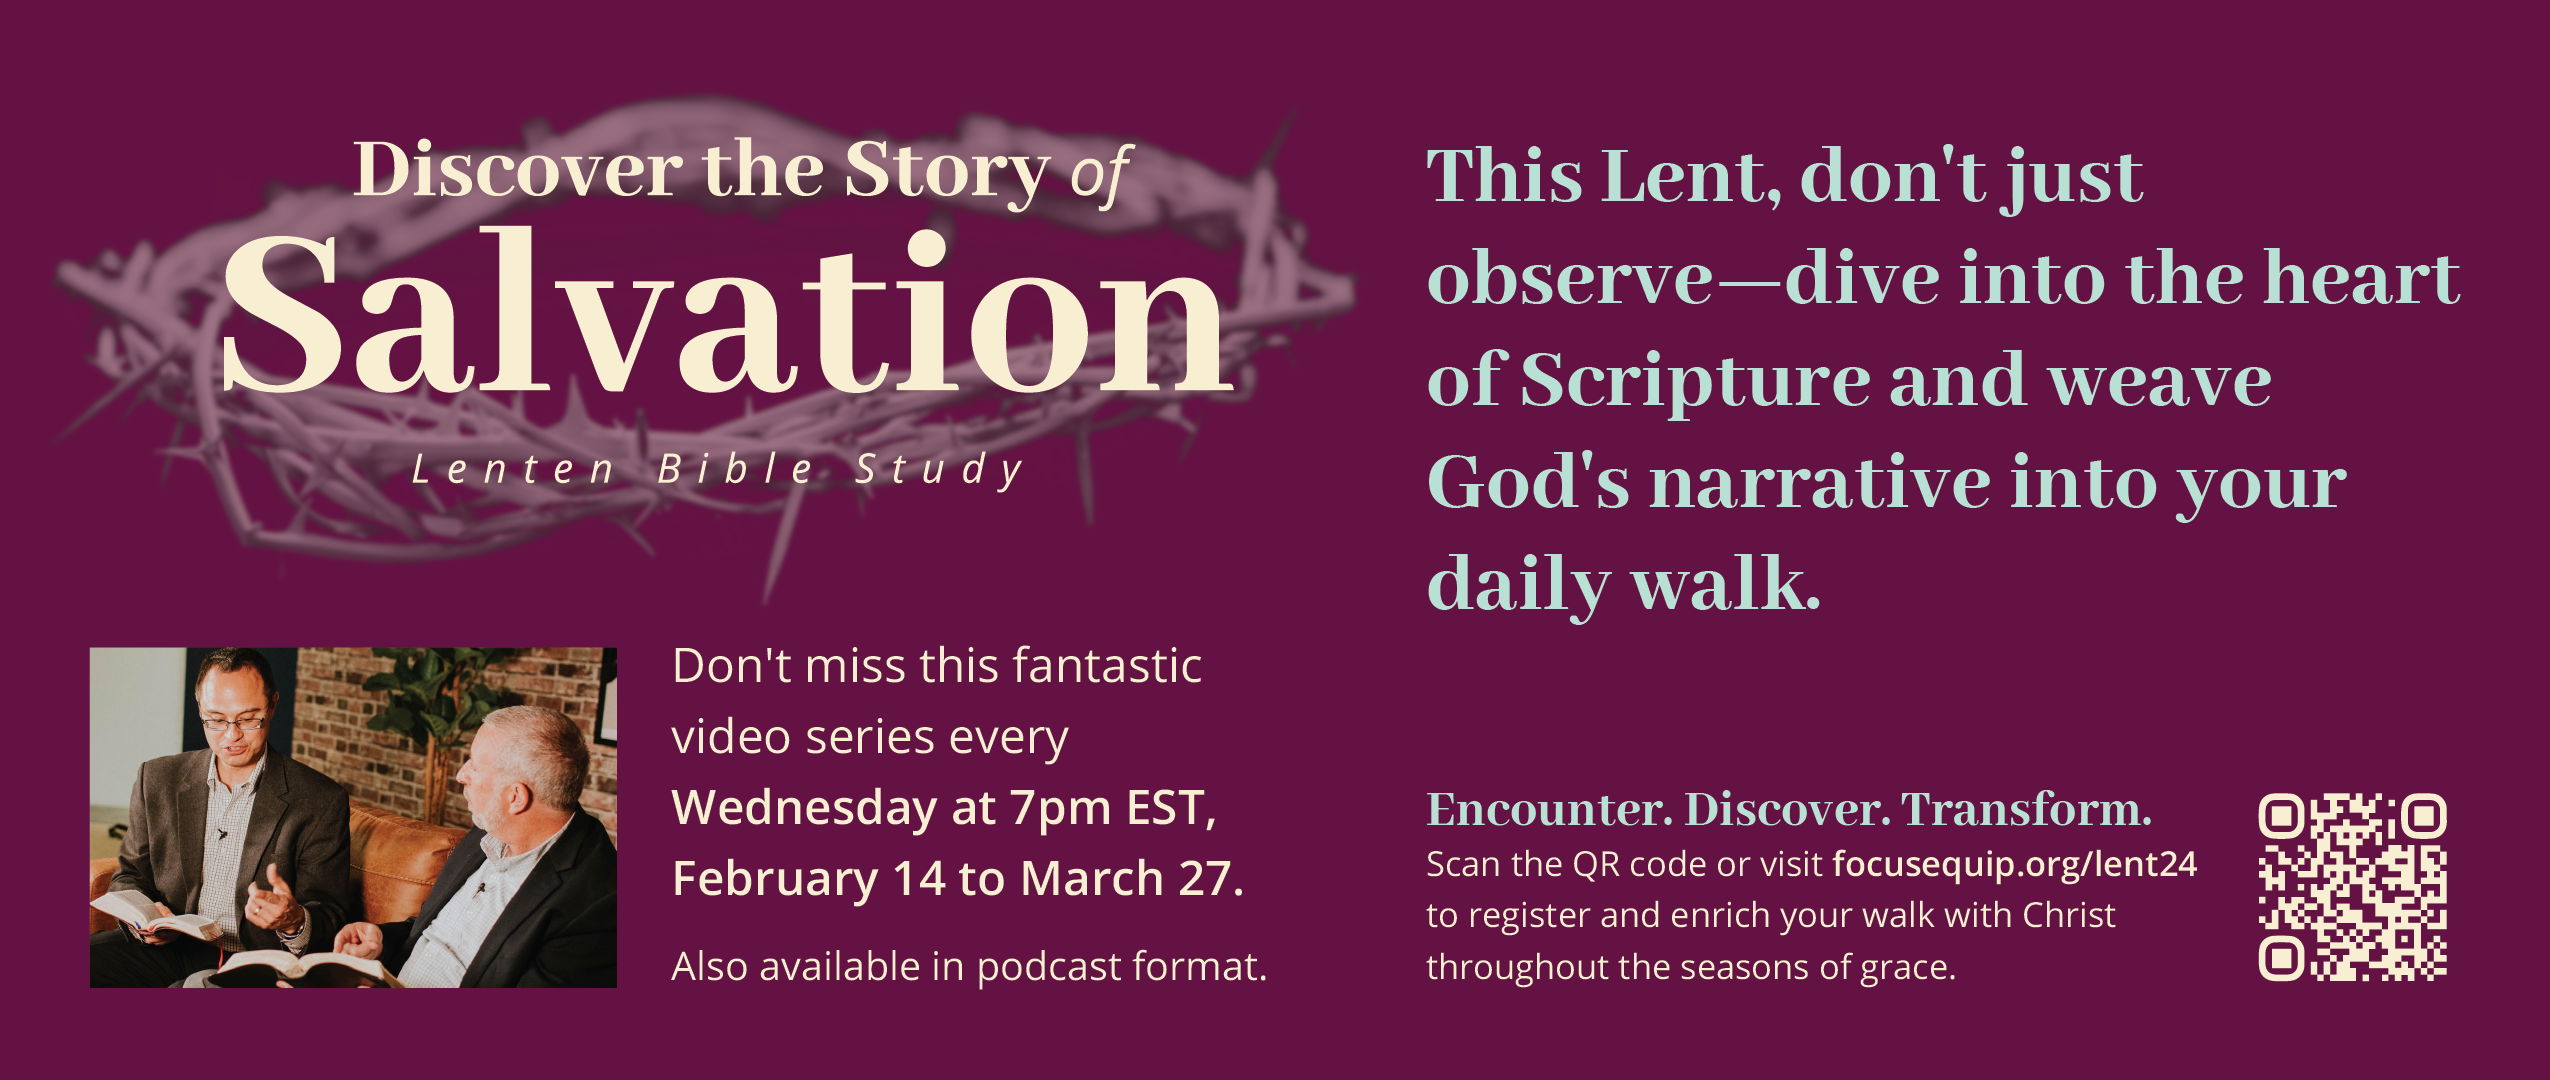 Discover the Story of
Salvation
Lenten Bible Study
Don't miss this fantastic
video series every
Wednesday at 7pm EST,
February 14 to March 27.
Also available in podcast format.
This Lent, don't just
observe—dive into the heart
of Scripture and weave
God's narrative into your
daily walk.
Encounter. Discover. Transform.
Scan the QR code or visit focusequip.org/lent24
to register and enrich your walk with Christ
throughout the seasons of grace.